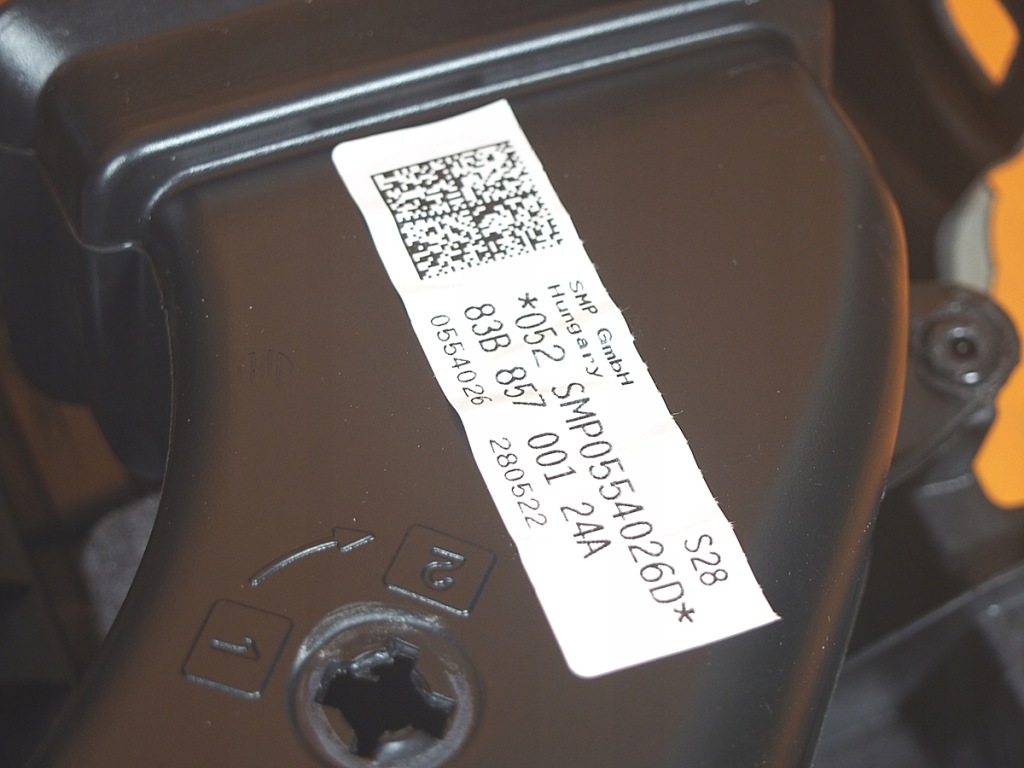 SMP GmbH
Hungary
S28
*052 SMP0554026D*
83B 857 001 24A
0554026 280522
1
2